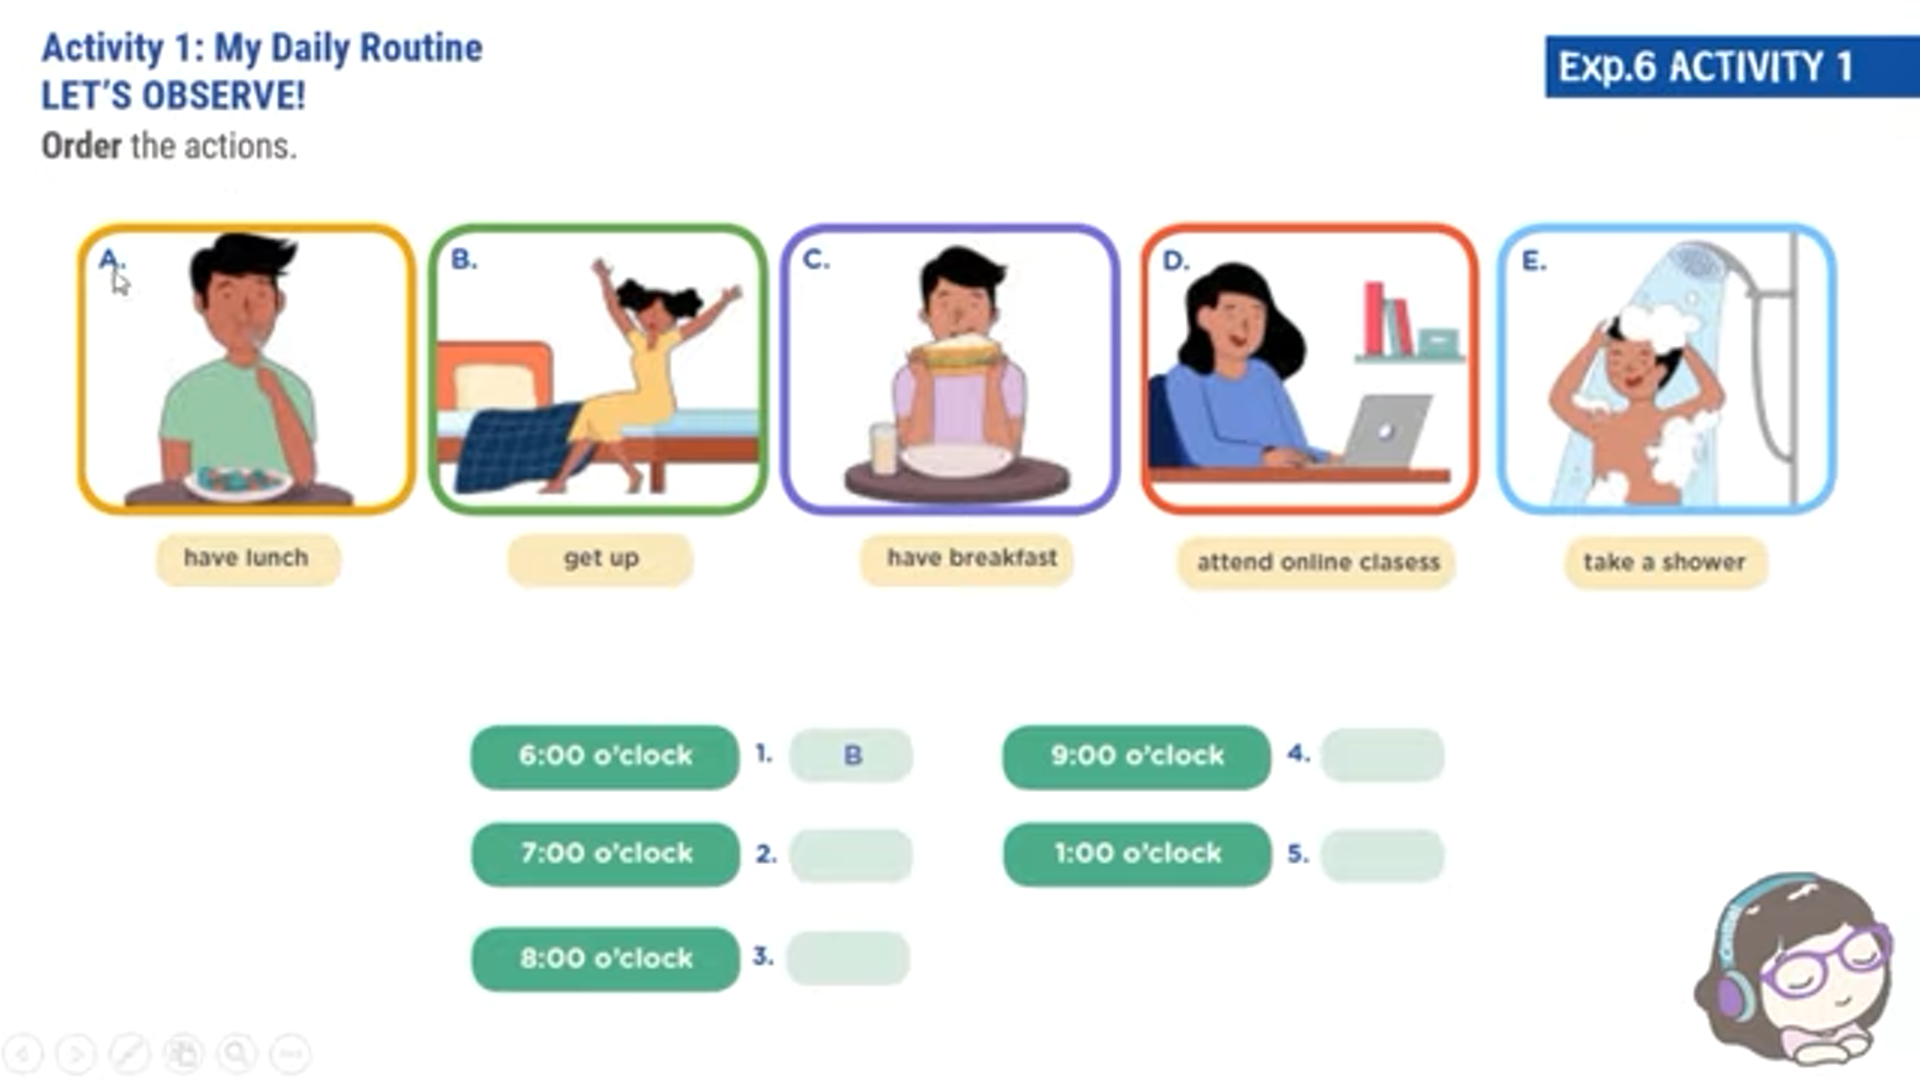 Activity 1: My Daily Routine
LET'S OBSERVE!
Order the actions.
Exp.6 ACTIVITY 1
A.
B.
C.
D.
E.
have lunch
get up
have breakfast
attend online clasess
take a shower
6:00 o'clock 1. B
7:00 o'clock 2.
8:00 o'clock 3.
9:00 o'clock 4.
1:00 o'clock 5.